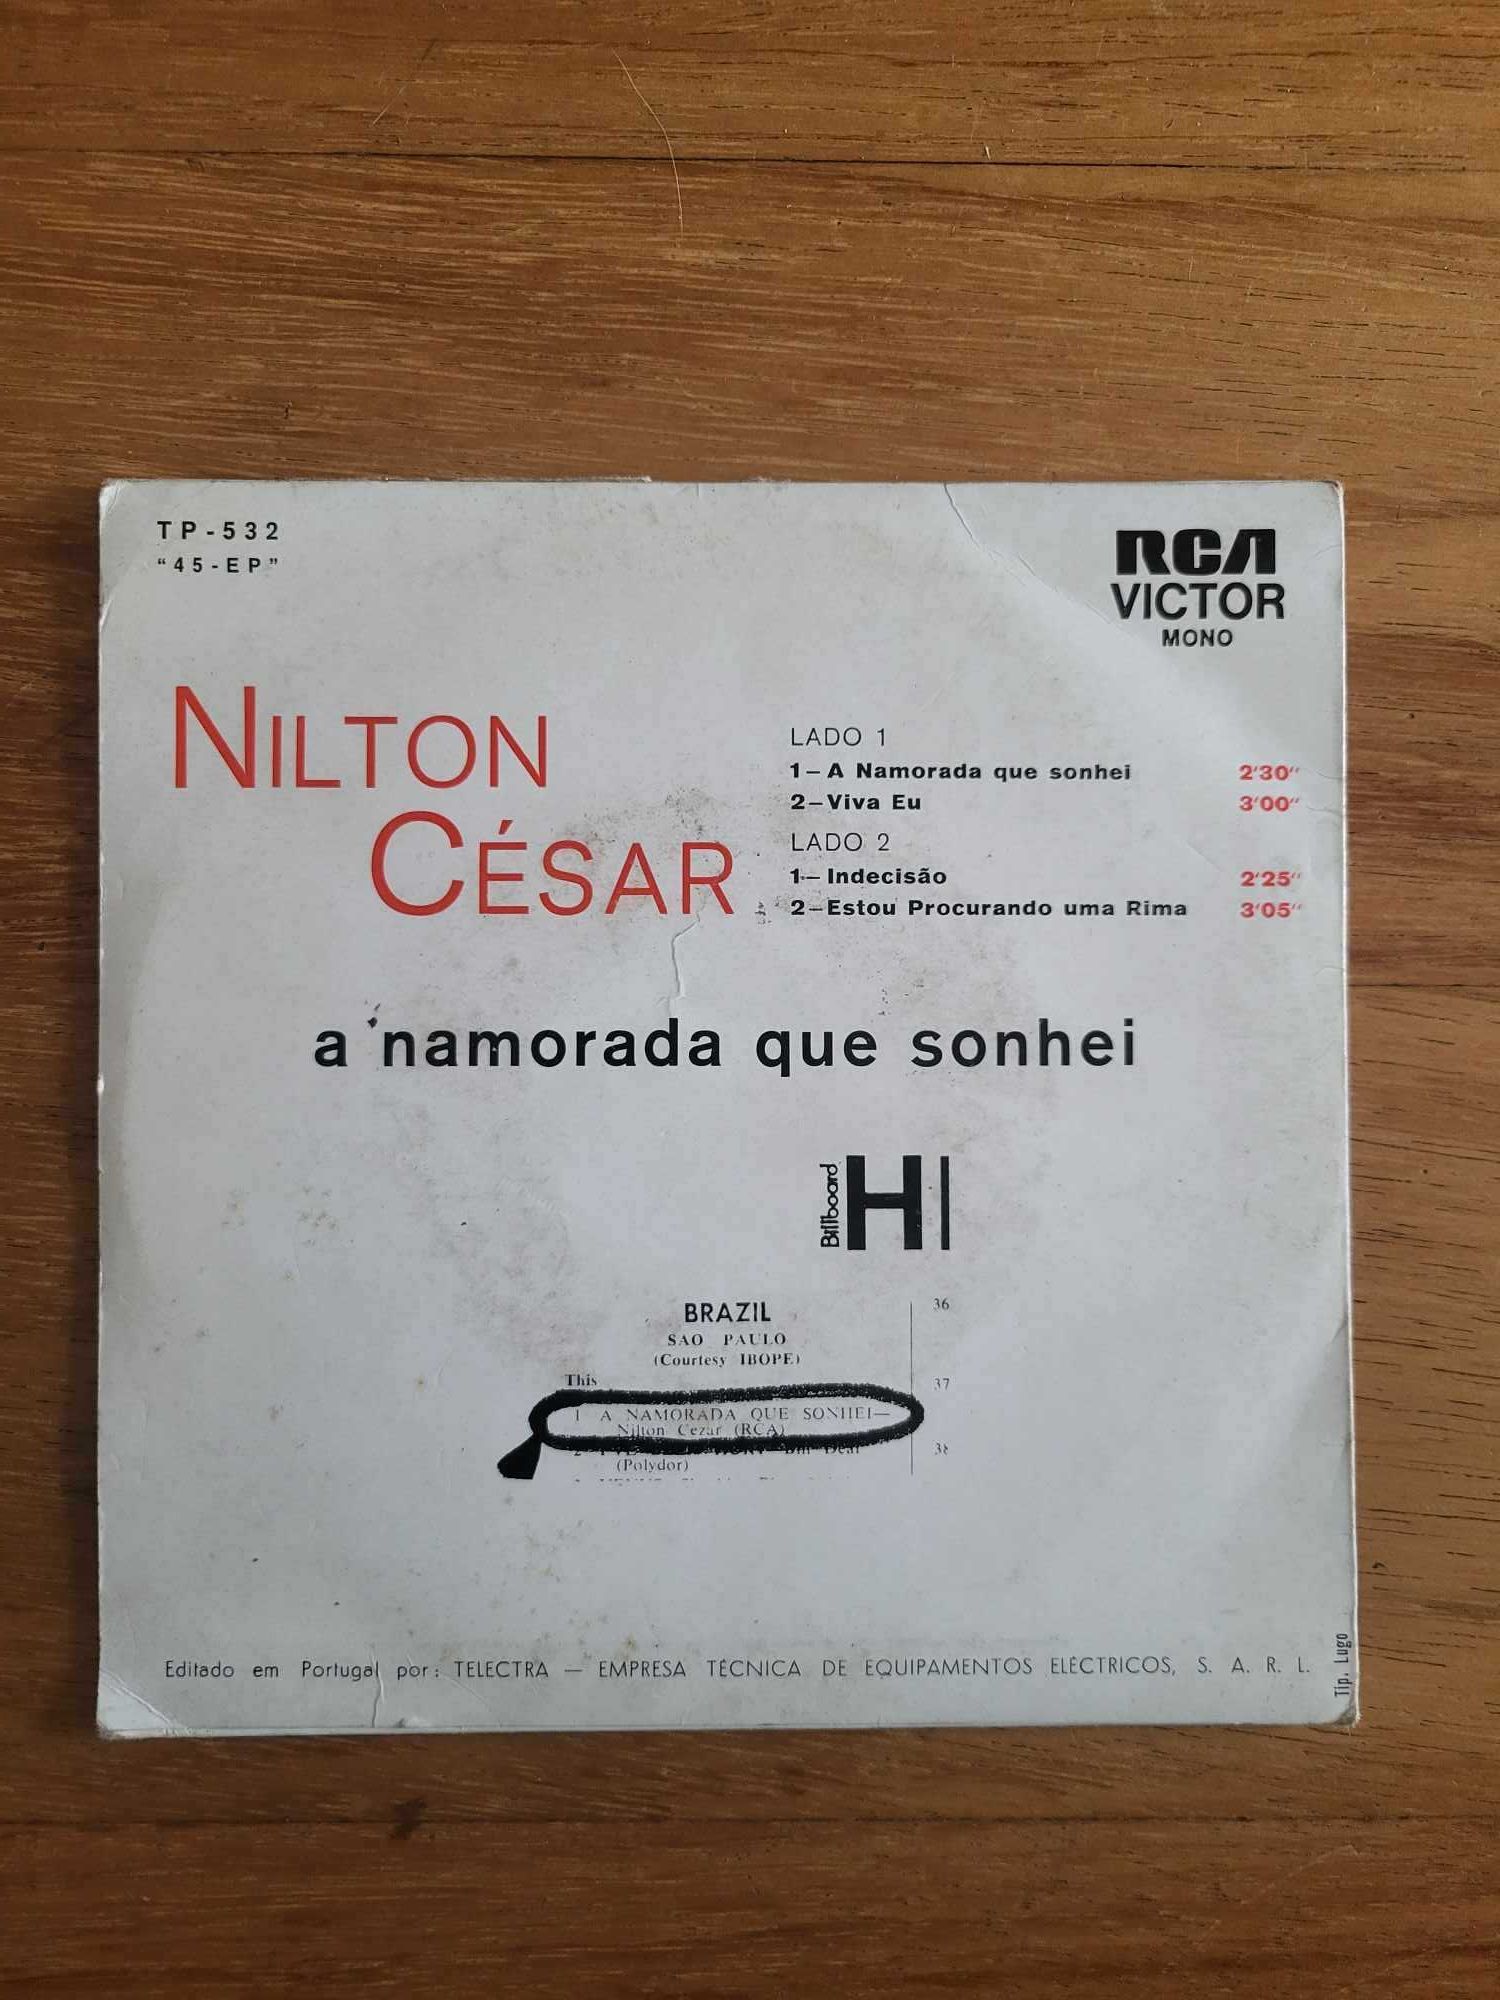 TP-532
"45-EP"
RCA
VICTOR
MONO
NILTON
CÉSAR
LADO 1
1–A Namorada que sonhei 2'30''
2–Viva Eu 3'00''
LADO 2
1–Indecisão 2'25''
2–Estou Procurando uma Rima 3'05''
a namorada que sonhei
Billboard
H
BRAZIL
SAO PAULO
(Courtesy IBOPE)
This
1 A NAMORADA QUE SONHEI—
Nilton Cezar (RCA)
(Polydor)
36
37
Editado em Portugal por: TELECTRA — EMPRESA TÉCNICA DE EQUIPAMENTOS ELÉCTRICOS, S. A. R. L.
Tip. Lugo